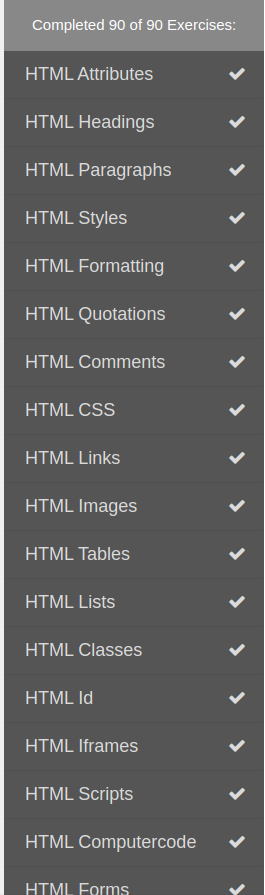 Completed 90 of 90 Exercises:
HTML Attributes
HTML Headings
HTML Paragraphs
HTML Styles
HTML Formatting
HTML Quotations
HTML Comments
HTML CSS
HTML Links
HTML Images
HTML Tables
HTML Lists
HTML Classes
HTML Id
HTML Iframes
HTML Scripts
HTML Computercode
HTML Forms